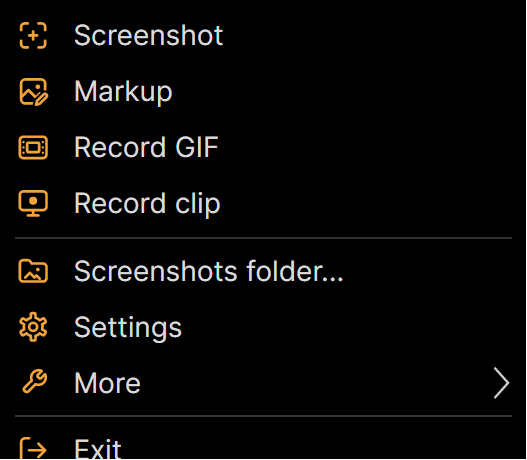 Screenshot
Markup
Record GIF
Record clip
Screenshots folder...
Settings
More
Exit